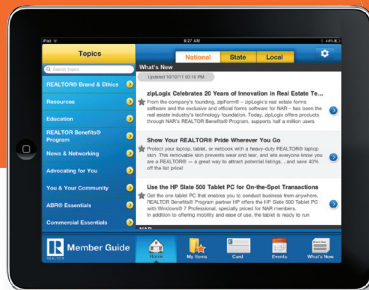 iPad
9:27 AM
Topics
National
State
Local
Search Topics
What's New
Updated 10/10/11 03:16 PM
REALTOR® Brand & Ethics
Resources
Education
REALTOR Benefits®
Program
News & Networking
Advocating for You
You & Your Community
ABR® Essentials
Commercial Essentials
zipLogix Celebrates 20 Years of Innovation in Real Estate Te...
From the company's founding, zipForm® - zipLogix's real estate forms
software and the exclusive and official forms software for NAR - has been the
real estate industry's technology foundation. Today, zipLogix offers products
through NAR's REALTOR Benefits® Program, supports half a million users
Show Your REALTOR® Pride Wherever You Go
Protect your laptop, tablet, or netbook with a heavy-duty REALTOR® laptop
skin. This removable skin prevents wear and tear, and lets everyone know you
are a REALTOR® – a great way to attract potential listings, , and save 40%
off the list price!
Use the HP Slate 500 Tablet PC for On-the-Spot Transactions
Get the one tablet PC that enables you to conduct business from anywhere.
REALTOR Benefits® Program partner HP offers the HP Slate 500 Tablet PC
with Windows® 7 Professional, specially priced for NAR members.
In addition to offering mobility and ease of use, the tablet is ready to run
NAR
REALTOR
Member Guide
Home
My Items
Card
Events
What's New